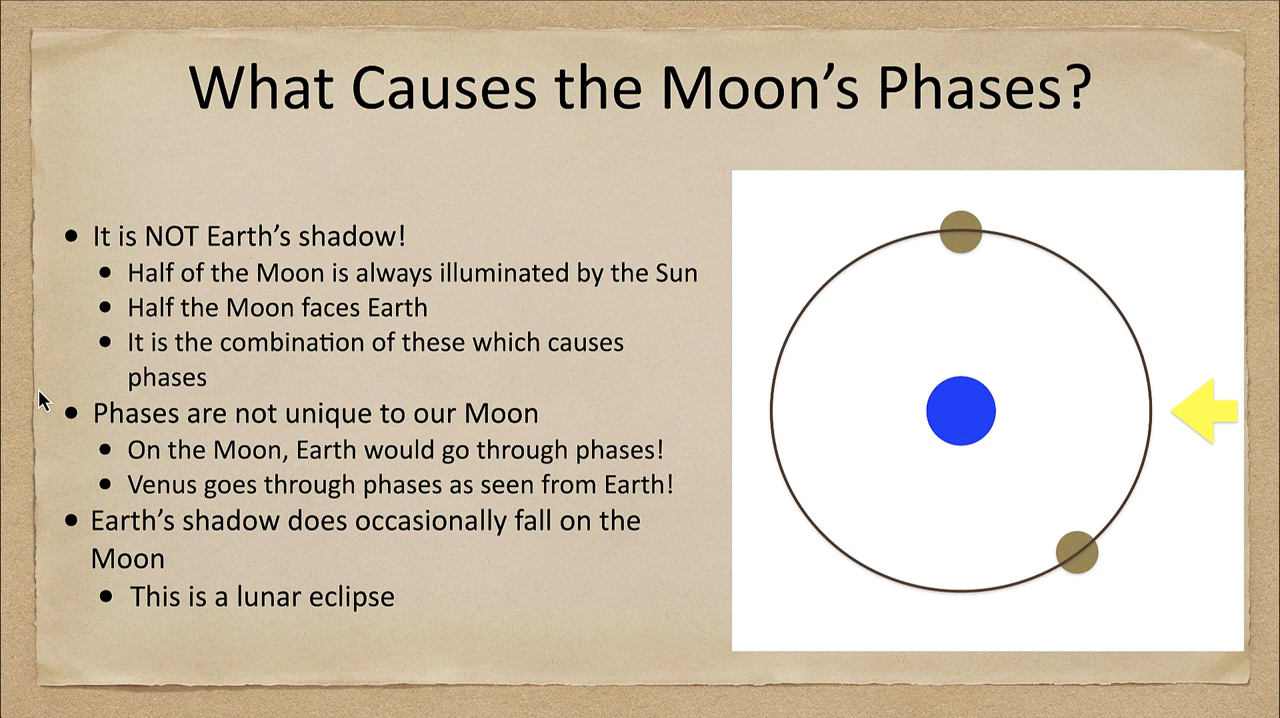 What Causes the Moon’s Phases?
• It is NOT Earth’s shadow!
• Half of the Moon is always illuminated by the Sun
• Half the Moon faces Earth
• It is the combination of these which causes
phases
• Phases are not unique to our Moon
• On the Moon, Earth would go through phases!
• Venus goes through phases as seen from Earth!
• Earth’s shadow does occasionally fall on the
Moon
• This is a lunar eclipse